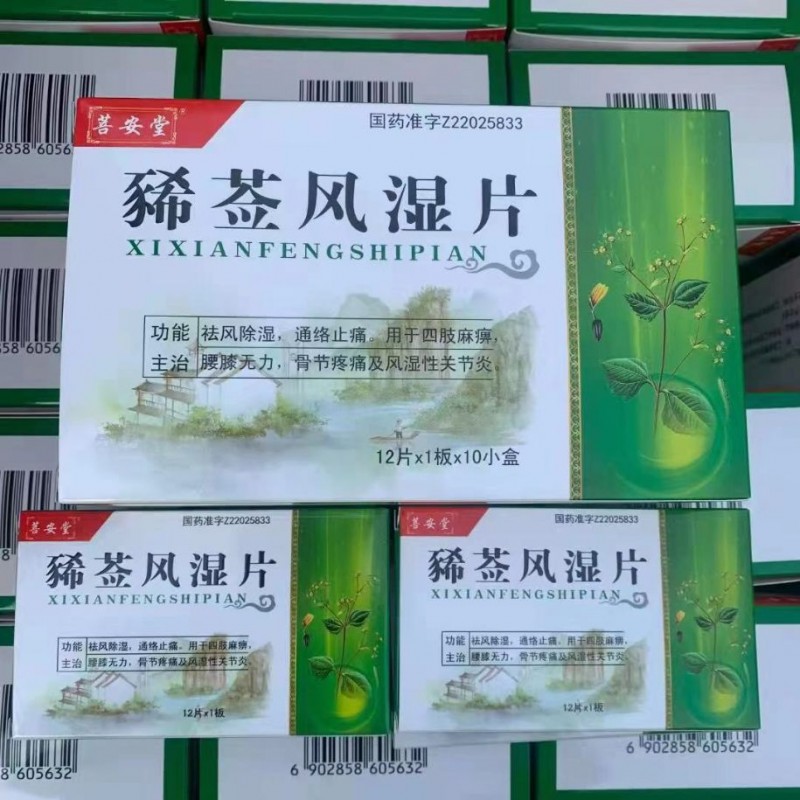 菩安堂
国药准字Z22025833
豨莶风湿片
XIXIANFENGSHIPIAN
功能 祛风除湿，通络止痛。用于四肢麻痹，
主治 腰膝无力，骨节疼痛及风湿性关节炎。
12片x1板x10小盒
菩安堂
国药准字Z22025833
豨莶风湿片
XIXIANFENGSHIPIAN
功能 祛风除湿，通络止痛。用于四肢麻痹，
主治 腰膝无力，骨节疼痛及风湿性关节炎。
12片x1板
菩安堂
国药准字Z22025833
豨莶风湿片
XIXIANFENGSHIPIAN
功能 祛风除湿，通络止痛。用于四肢麻痹，
主治 腰膝无力，骨节疼痛及风湿性关节炎。
12片x1板
6 902858 605632
6 902858 605632